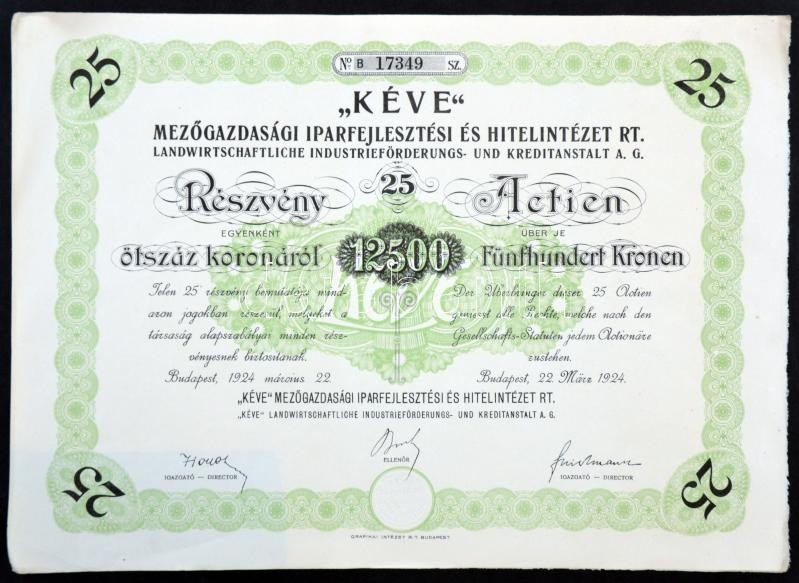 25
25
No B 17349 SZ.
„KÉVE“
MEZŐGAZDASÁGI IPARFEJLESZTÉSI ÉS HITELINTÉZET RT.
LANDWIRTSCHAFTLICHE INDUSTRIEFÖRDERUNGS- UND KREDITANSTALT A. G.
Részvény 25 Actien
EGYENKÉNT ÜBER JE
ötszáz koronáról 12500 Fünfhundert Kronen
Jelen 25 részvény bemutatója mind-
azon jogokban részesül, melyeket a
társaság alapszabályai minden rész-
vényesnek biztosítanak.
Budapest, 1924 március 22.
Der Überbringer dieser 25 Actien
geniesst alle Rechte, welche nach den
Gesellschafts-Statuten jedem Actionäre
zustehen.
Budapest, 22. März 1924.
„KÉVE“ MEZŐGAZDASÁGI IPARFEJLESZTÉSI ÉS HITELINTÉZET RT.
„KÉVE“ LANDWIRTSCHAFTLICHE INDUSTRIEFÖRDERUNGS- UND KREDITANSTALT A. G.
IGAZGATÓ — DIRECTOR
ELLENŐR
IGAZGATÓ — DIRECTOR
25
25
GRAFIKAI INTÉZET R. T. BUDAPEST